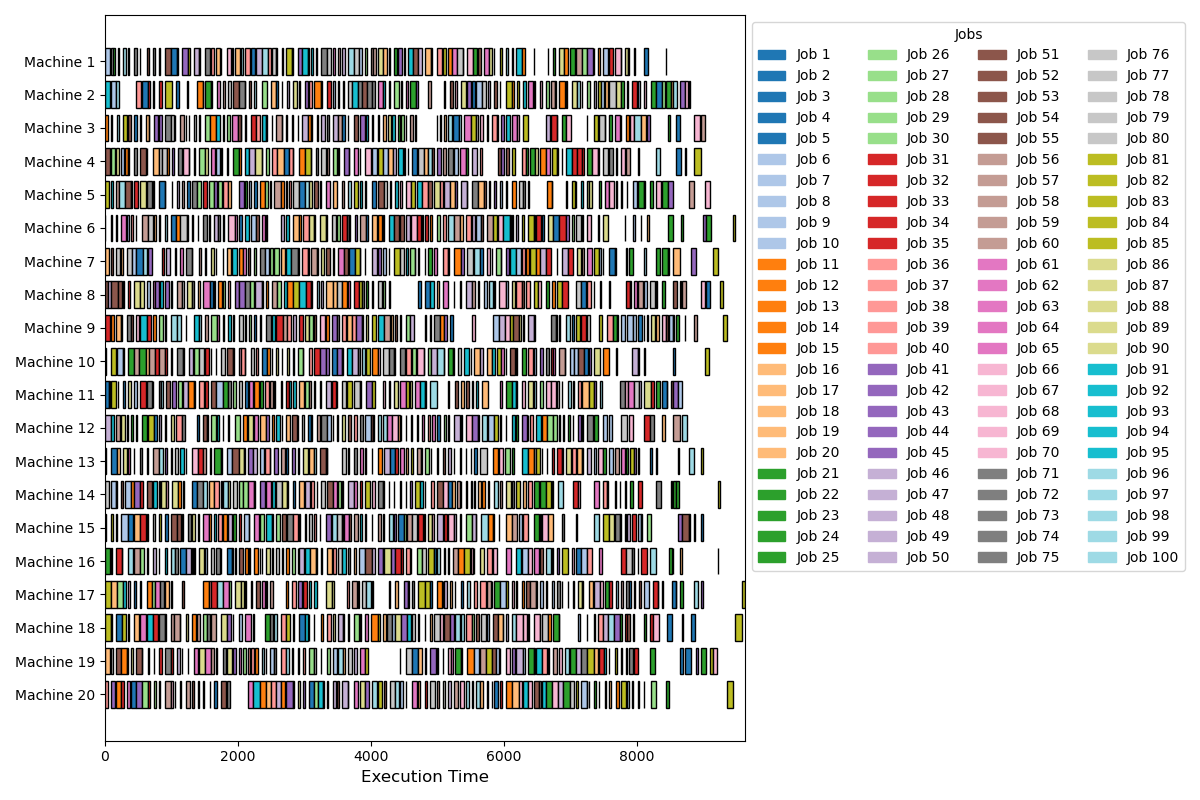 Machine 1
Machine 2
Machine 3
Machine 4
Machine 5
Machine 6
Machine 7
Machine 8
Machine 9
Machine 10
Machine 11
Machine 12
Machine 13
Machine 14
Machine 15
Machine 16
Machine 17
Machine 18
Machine 19
Machine 20
0 2000 4000 6000 8000
Execution Time
Jobs
Job 1 Job 26 Job 51 Job 76
Job 2 Job 27 Job 52 Job 77
Job 3 Job 28 Job 53 Job 78
Job 4 Job 29 Job 54 Job 79
Job 5 Job 30 Job 55 Job 80
Job 6 Job 31 Job 56 Job 81
Job 7 Job 32 Job 57 Job 82
Job 8 Job 33 Job 58 Job 83
Job 9 Job 34 Job 59 Job 84
Job 10 Job 35 Job 60 Job 85
Job 11 Job 36 Job 61 Job 86
Job 12 Job 37 Job 62 Job 87
Job 13 Job 38 Job 63 Job 88
Job 14 Job 39 Job 64 Job 89
Job 15 Job 40 Job 65 Job 90
Job 16 Job 41 Job 66 Job 91
Job 17 Job 42 Job 67 Job 92
Job 18 Job 43 Job 68 Job 93
Job 19 Job 44 Job 69 Job 94
Job 20 Job 45 Job 70 Job 95
Job 21 Job 46 Job 71 Job 96
Job 22 Job 47 Job 72 Job 97
Job 23 Job 48 Job 73 Job 98
Job 24 Job 49 Job 74 Job 99
Job 25 Job 50 Job 75 Job 100